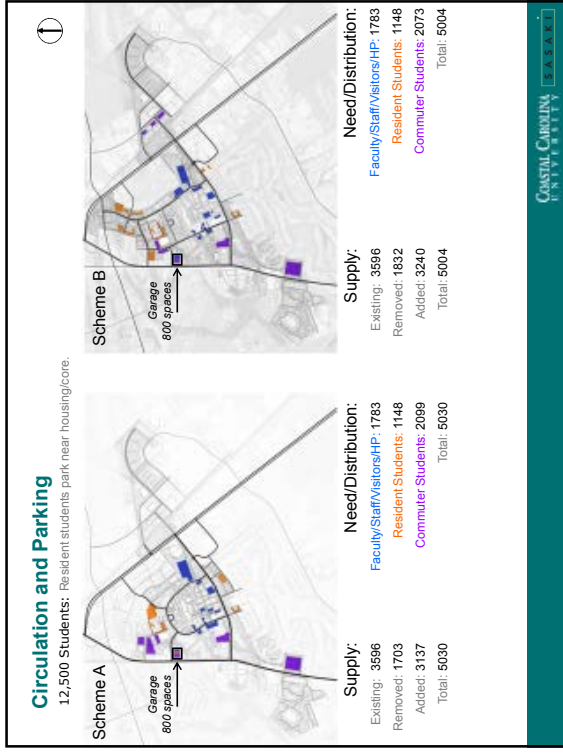 Circulation and Parking
12,500 Students: Resident students park near housing/core.
Scheme A
Garage
800 spaces
Supply:
Existing: 3596
Removed: 1703
Added: 3137
Total: 5030
Need/Distribution:
Faculty/Staff/Visitors/HP: 1783
Resident Students: 1148
Commuter Students: 2099
Total: 5030
Scheme B
Garage
800 spaces
Supply:
Existing: 3596
Removed: 1832
Added: 3240
Total: 5004
Need/Distribution:
Faculty/Staff/Visitors/HP: 1783
Resident Students: 1148
Commuter Students: 2073
Total: 5004
COASTAL CAROLINA
UNIVERSITY
SASAKI